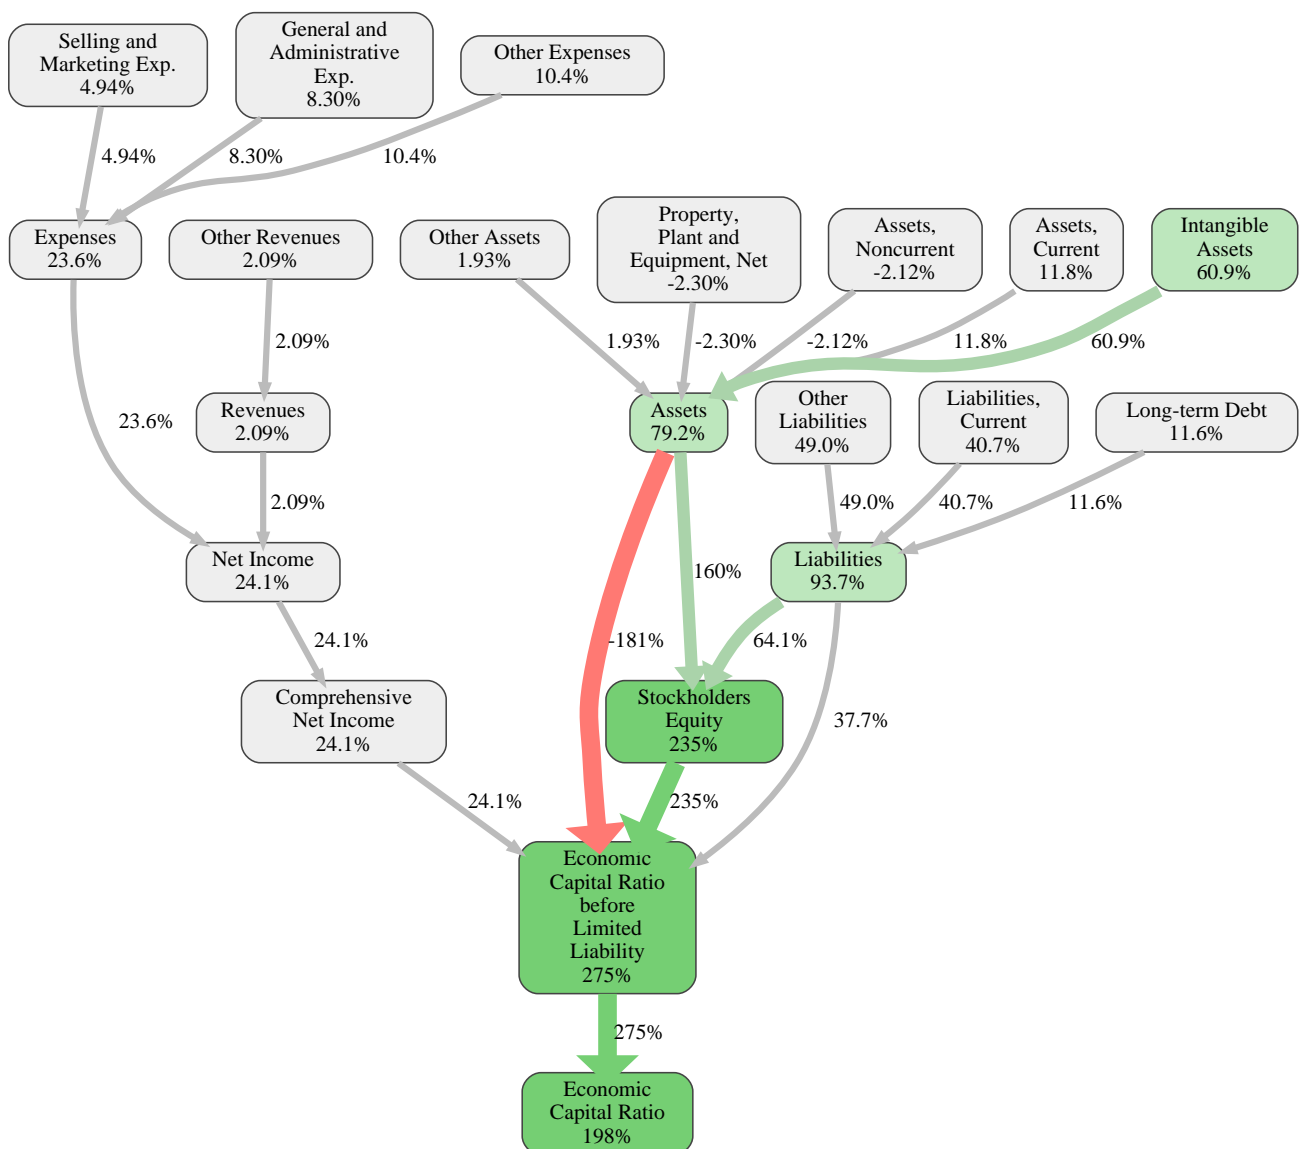 Selling and
Marketing Exp.
4.94%
General and
Administrative
Exp.
8.30%
Other Expenses
10.4%
4.94%
8.30%
10.4%
Expenses
23.6%
Other Revenues
2.09%
Other Assets
1.93%
Property,
Plant and
Equipment, Net
-2.30%
Assets,
Noncurrent
-2.12%
Assets,
Current
11.8%
Intangible
Assets
60.9%
2.09%
1.93%
-2.30%
-2.12%
11.8%
60.9%
23.6%
Revenues
2.09%
Assets
79.2%
Other
Liabilities
49.0%
Liabilities,
Current
40.7%
Long-term Debt
11.6%
2.09%
49.0%
40.7%
11.6%
Net Income
24.1%
160%
Liabilities
93.7%
24.1%
-181%
64.1%
Comprehensive
Net Income
24.1%
Stockholders
Equity
235%
37.7%
24.1%
235%
Economic
Capital Ratio
before
Limited
Liability
275%
275%
Economic
Capital Ratio
198%